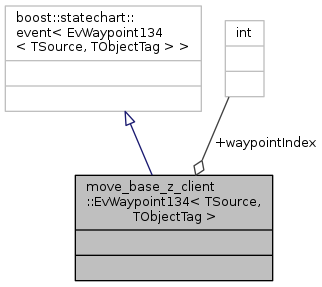 boost::statechart::
event< EvWaypoint134
< TSource, TObjectTag > >
int
+waypointIndex
move_base_z_client
::EvWaypoint134< TSource,
TObjectTag >